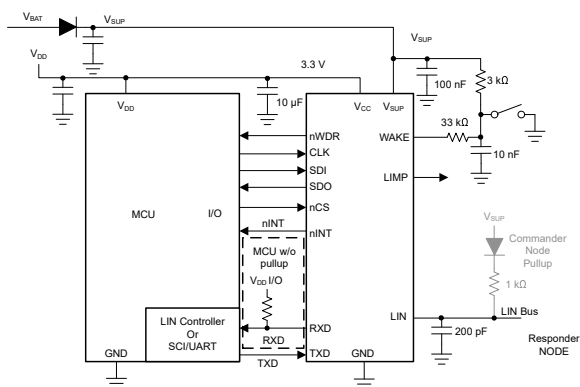 VBAT
VSUP
VSUP
VDD
3.3 V
100 nF
3 kΩ
10 µF
VDD
VCC
VSUP
33 kΩ
nWDR
WAKE
CLK
10 nF
SDI
LIMP
SDO
MCU
I/O
nCS
nINT
nINT
VSUP
MCU w/o
pullup
Commander
Node
Pullup
VDD I/O
1 kΩ
LIN Controller
Or
SCI/UART
RXD
RXD
LIN
LIN Bus
200 pF
Responder
NODE
GND
TXD
TXD
GND